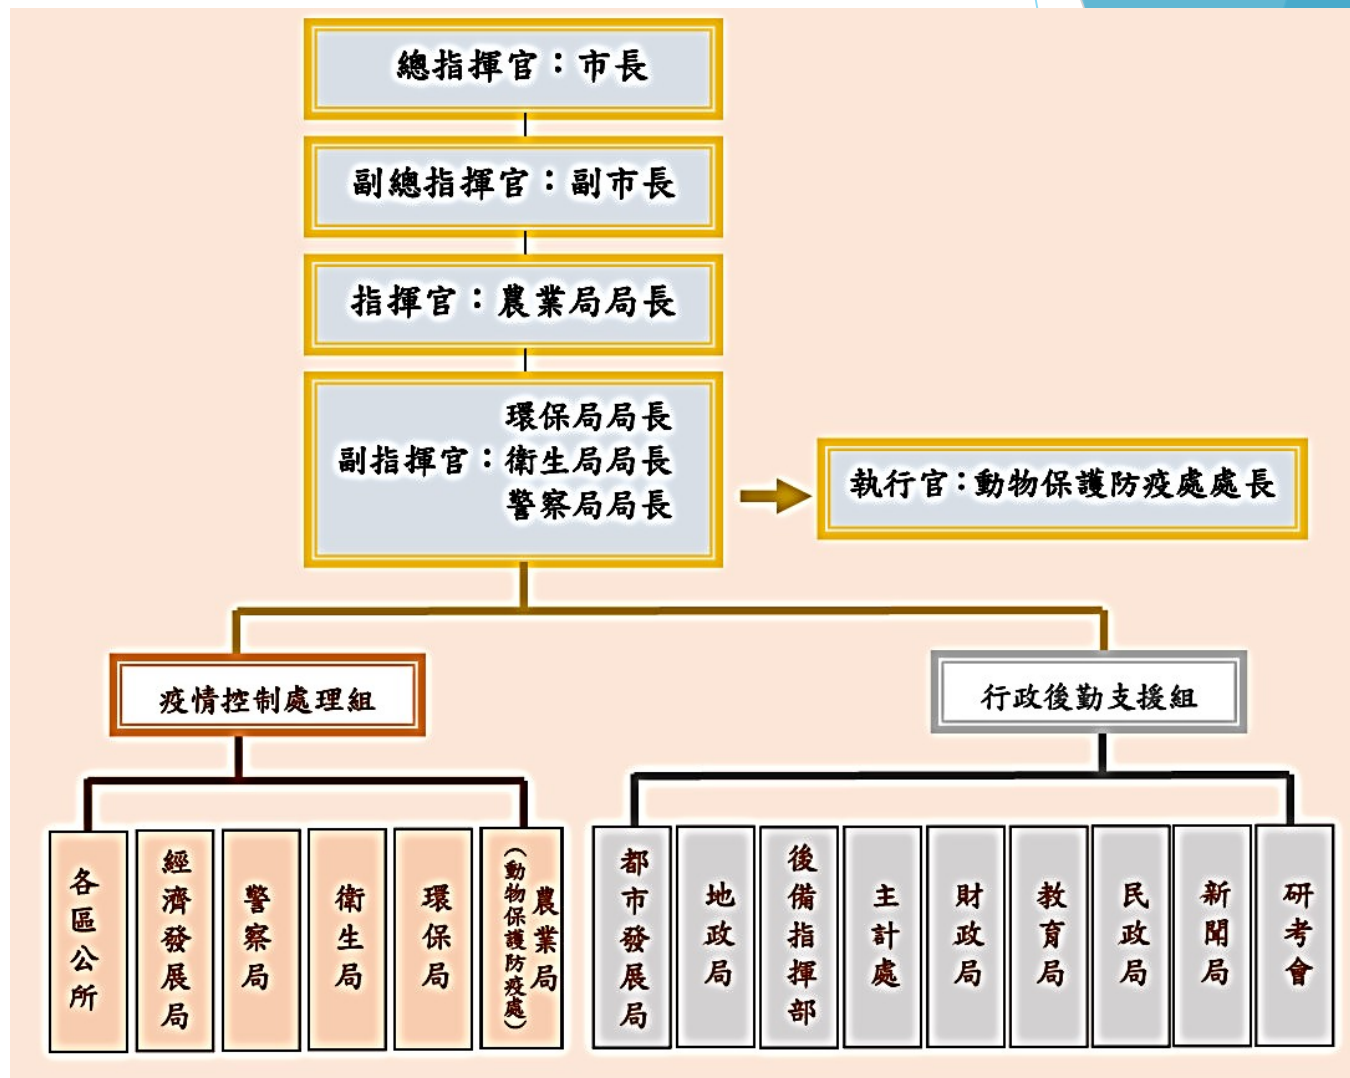 總指揮官：市長
副總指揮官：副市長
指揮官：農業局局長
環保局局長
副指揮官：衛生局局長
警察局局長
執行官：動物保護防疫處處長
疫情控制處理組
行政後勤支援組
各區公所
經濟發展局
警察局
衛生局
環保局
農業局
（動物保護防疫處）
都市發展局
地政局
後備指揮部
主計處
財政局
教育局
民政局
新聞局
研考會